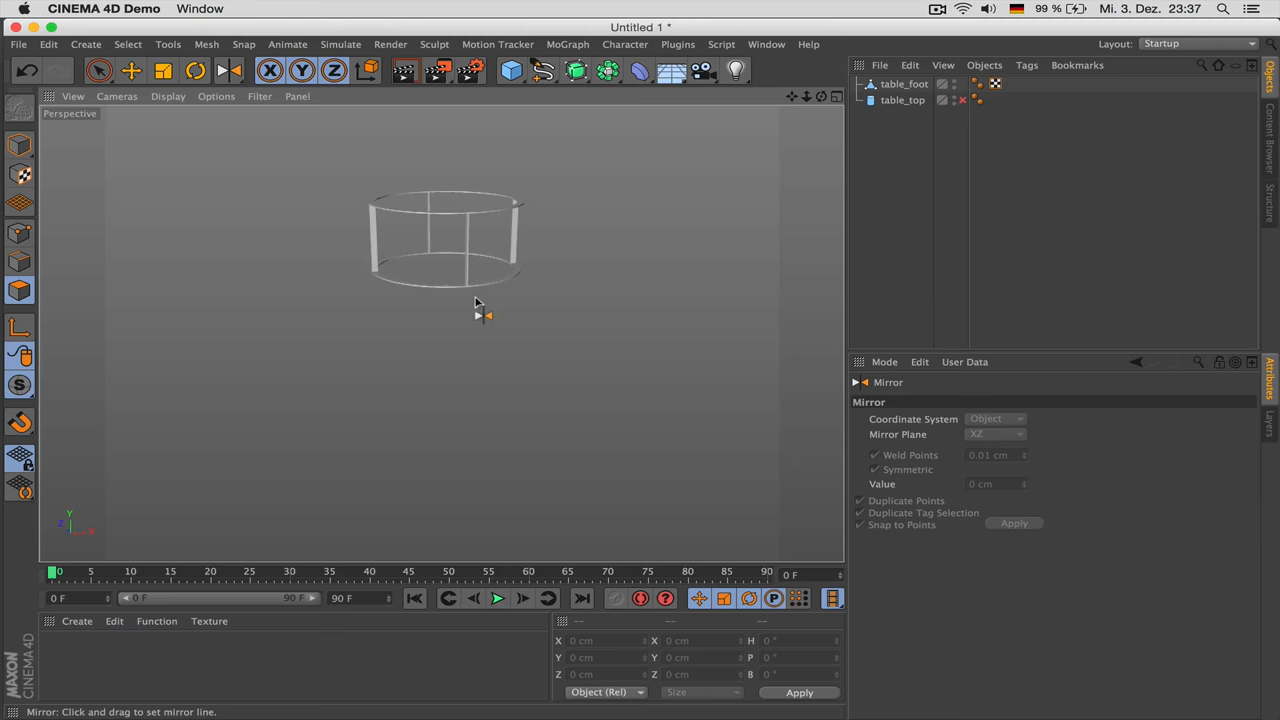 CINEMA 4D Demo Window 99 % Mi. 3. Dez. 23:37
Untitled 1 *
File Edit Create Select Tools Mesh Snap Animate Simulate Render Sculpt Motion Tracker MoGraph Character Plugins Script Window Help Layout: Startup
X Y Z
View Cameras Display Options Filter Panel
Perspective
File Edit View Objects Tags Bookmarks
table_foot
table_top
Objects
Content Browser
Structure
Mode Edit User Data
Mirror
Mirror
Coordinate System Object
Mirror Plane XZ
Weld Points 0.01 cm
Symmetric
Value 0 cm
Duplicate Points
Duplicate Tag Selection
Snap to Points Apply
Attributes
Layers
S
Y
Z X
0 5 10 15 20 25 30 35 40 45 50 55 60 65 70 75 80 85 90 0 F
0 F 0 F 90 F 90 F
P
Create Edit Function Texture
-- -- --
X 0 cm X 0 cm H 0 °
Y 0 cm Y 0 cm P 0 °
Z 0 cm Z 0 cm B 0 °
Object (Rel) Size Apply
MAXON
CINEMA 4D
Mirror: Click and drag to set mirror line.